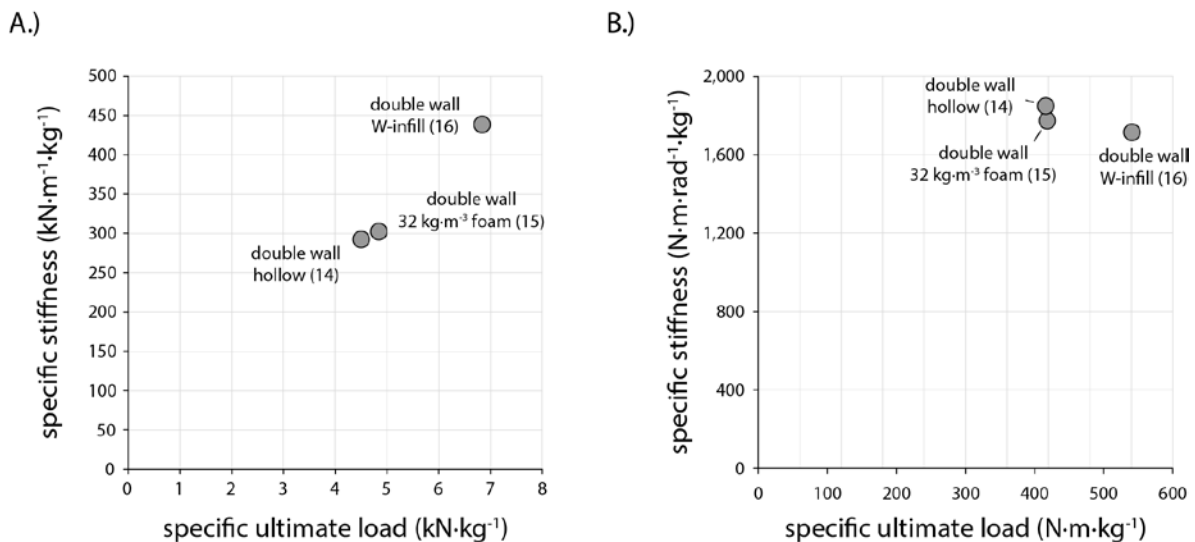 A.)
500
450
400
350
300
250
200
150
100
50
0
0 1 2 3 4 5 6 7 8
specific stiffness (kN·m⁻¹·kg⁻¹)
specific ultimate load (kN·kg⁻¹)
double wall
W-infill (16)
double wall
32 kg·m⁻³ foam (15)
double wall
hollow (14)
B.)
2,000
1,600
1,200
800
400
0
0 100 200 300 400 500 600
specific stiffness (N·m·rad⁻¹·kg⁻¹)
specific ultimate load (N·m·kg⁻¹)
double wall
hollow (14)
double wall
32 kg·m⁻³ foam (15)
double wall
W-infill (16)